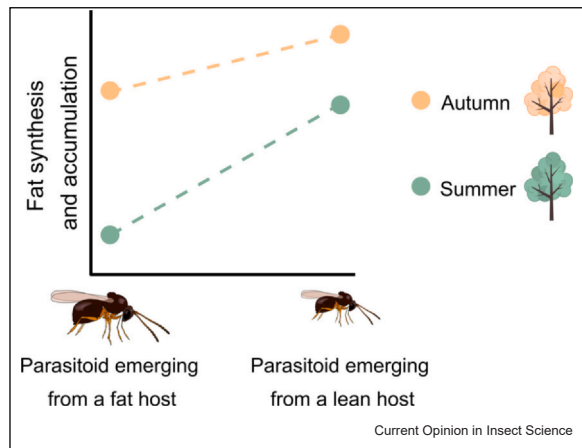 Fat synthesis
and accumulation
Autumn
Summer
Parasitoid emerging
from a fat host
Parasitoid emerging
from a lean host
Current Opinion in Insect Science